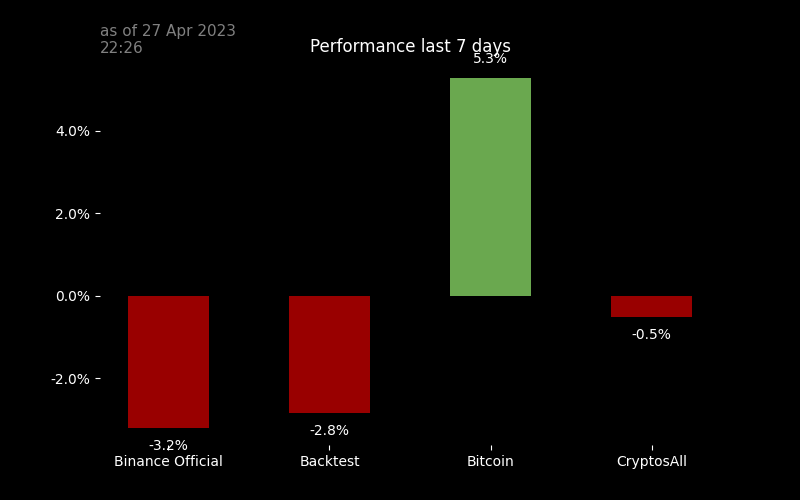 as of 27 Apr 2023
22:26
Performance last 7 days
5.3%
4.0%
2.0%
0.0%
-0.5%
-2.0%
-2.8%
-3.2%
Binance Official
Backtest
Bitcoin
CryptosAll